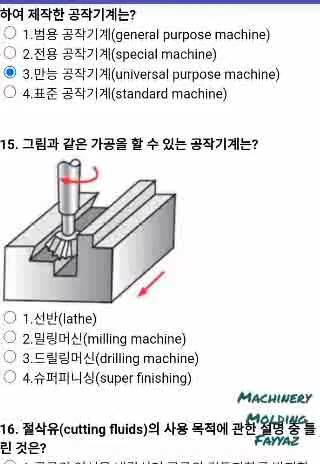 하여 제작한 공작기계는?
1.범용 공작기계(general purpose machine)
2.전용 공작기계(special machine)
3.만능 공작기계(universal purpose machine)
4.표준 공작기계(standard machine)
15. 그림과 같은 가공을 할 수 있는 공작기계는?
1.선반(lathe)
2.밀링머신(milling machine)
3.드릴링머신(drilling machine)
4.슈퍼피니싱(super finishing)
MACHINERY
MOLDING
FAYYAZ
16. 절삭유(cutting fluids)의 사용 목적에 관한 설명 중 틀
린 것은?